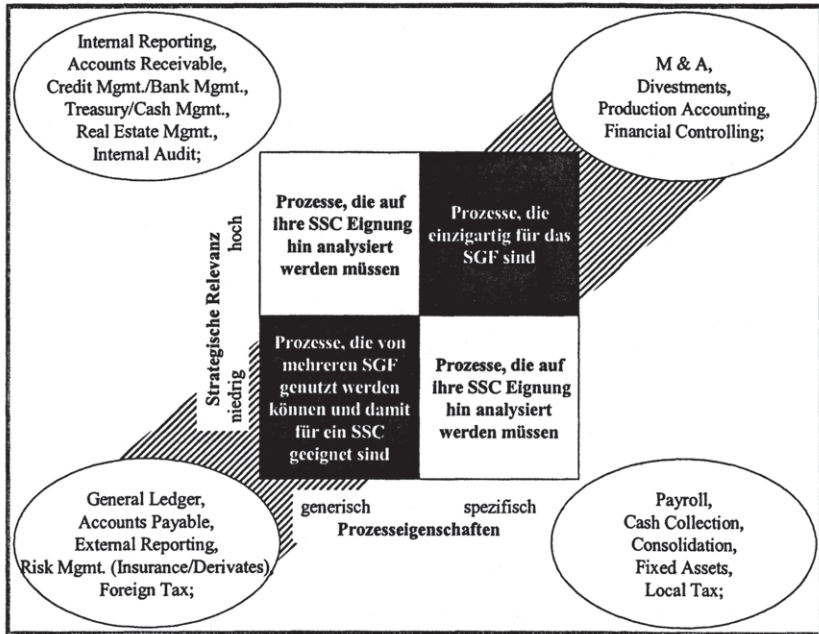 Internal Reporting,
Accounts Receivable,
Credit Mgmt./Bank Mgmt.,
Treasury/Cash Mgmt.,
Real Estate Mgmt.,
Internal Audit;
M & A,
Divestments,
Production Accounting,
Financial Controlling;
Strategische Relevanz
hoch
niedrig
Prozesse, die auf
ihre SSC Eignung
hin analysiert
werden müssen
Prozesse, die
einzigartig für das
SGF sind
Prozesse, die von
mehreren SGF
genutzt werden
können und damit
für ein SSC
geeignet sind
Prozesse, die auf
ihre SSC Eignung
hin analysiert
werden müssen
generisch
spezifisch
Prozesseigenschaften
General Ledger,
Accounts Payable,
External Reporting,
Risk Mgmt. (Insurance/Derivates),
Foreign Tax;
Payroll,
Cash Collection,
Consolidation,
Fixed Assets,
Local Tax;